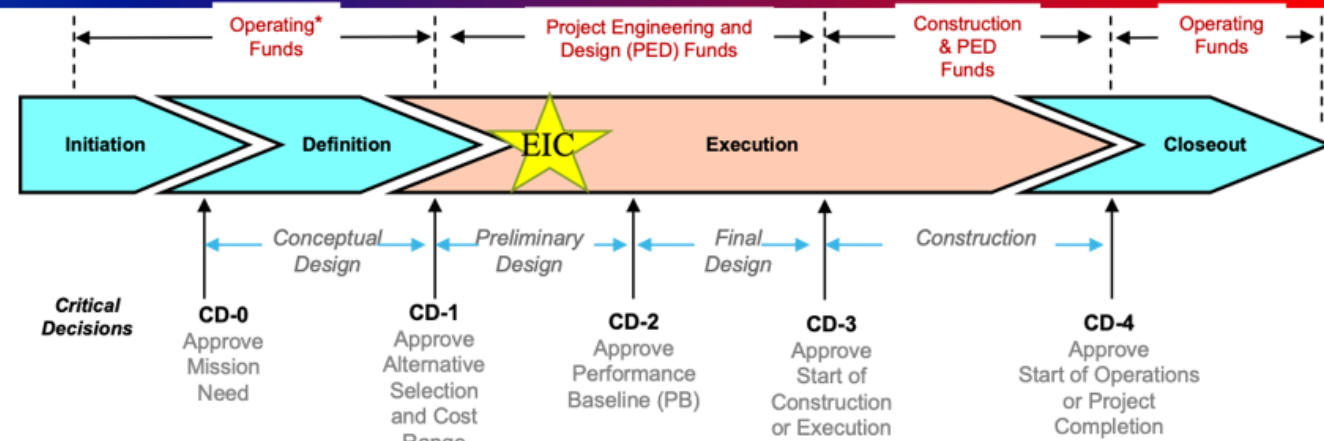 Operating*
Funds
Project Engineering and
Design (PED) Funds
Construction
& PED
Funds
Operating
Funds
Initiation
Definition
EIC
Execution
Closeout
Conceptual
Design
Preliminary
Design
Final
Design
Construction
Critical
Decisions
CD-0
Approve
Mission
Need
CD-1
Approve
Alternative
Selection
and Cost
Range
CD-2
Approve
Performance
Baseline (PB)
CD-3
Approve
Start of
Construction
or Execution
CD-4
Approve
Start of Operations
or Project
Completion